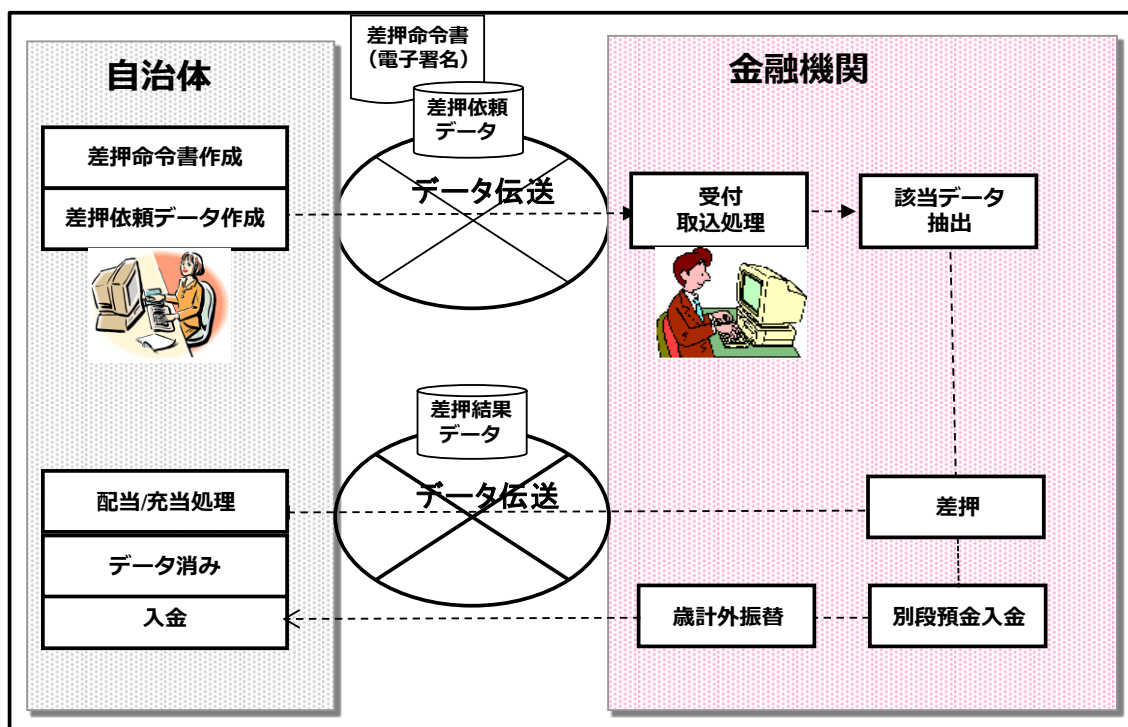 差押命令書
（電子署名）
自治体
金融機関
差押依頼
データ
差押命令書作成
データ伝送
差押依頼データ作成
受付
取込処理
該当データ
抽出
差押結果
データ
配当/充当処理
データ伝送
差押
データ消み
入金
歳計外振替
別段預金入金